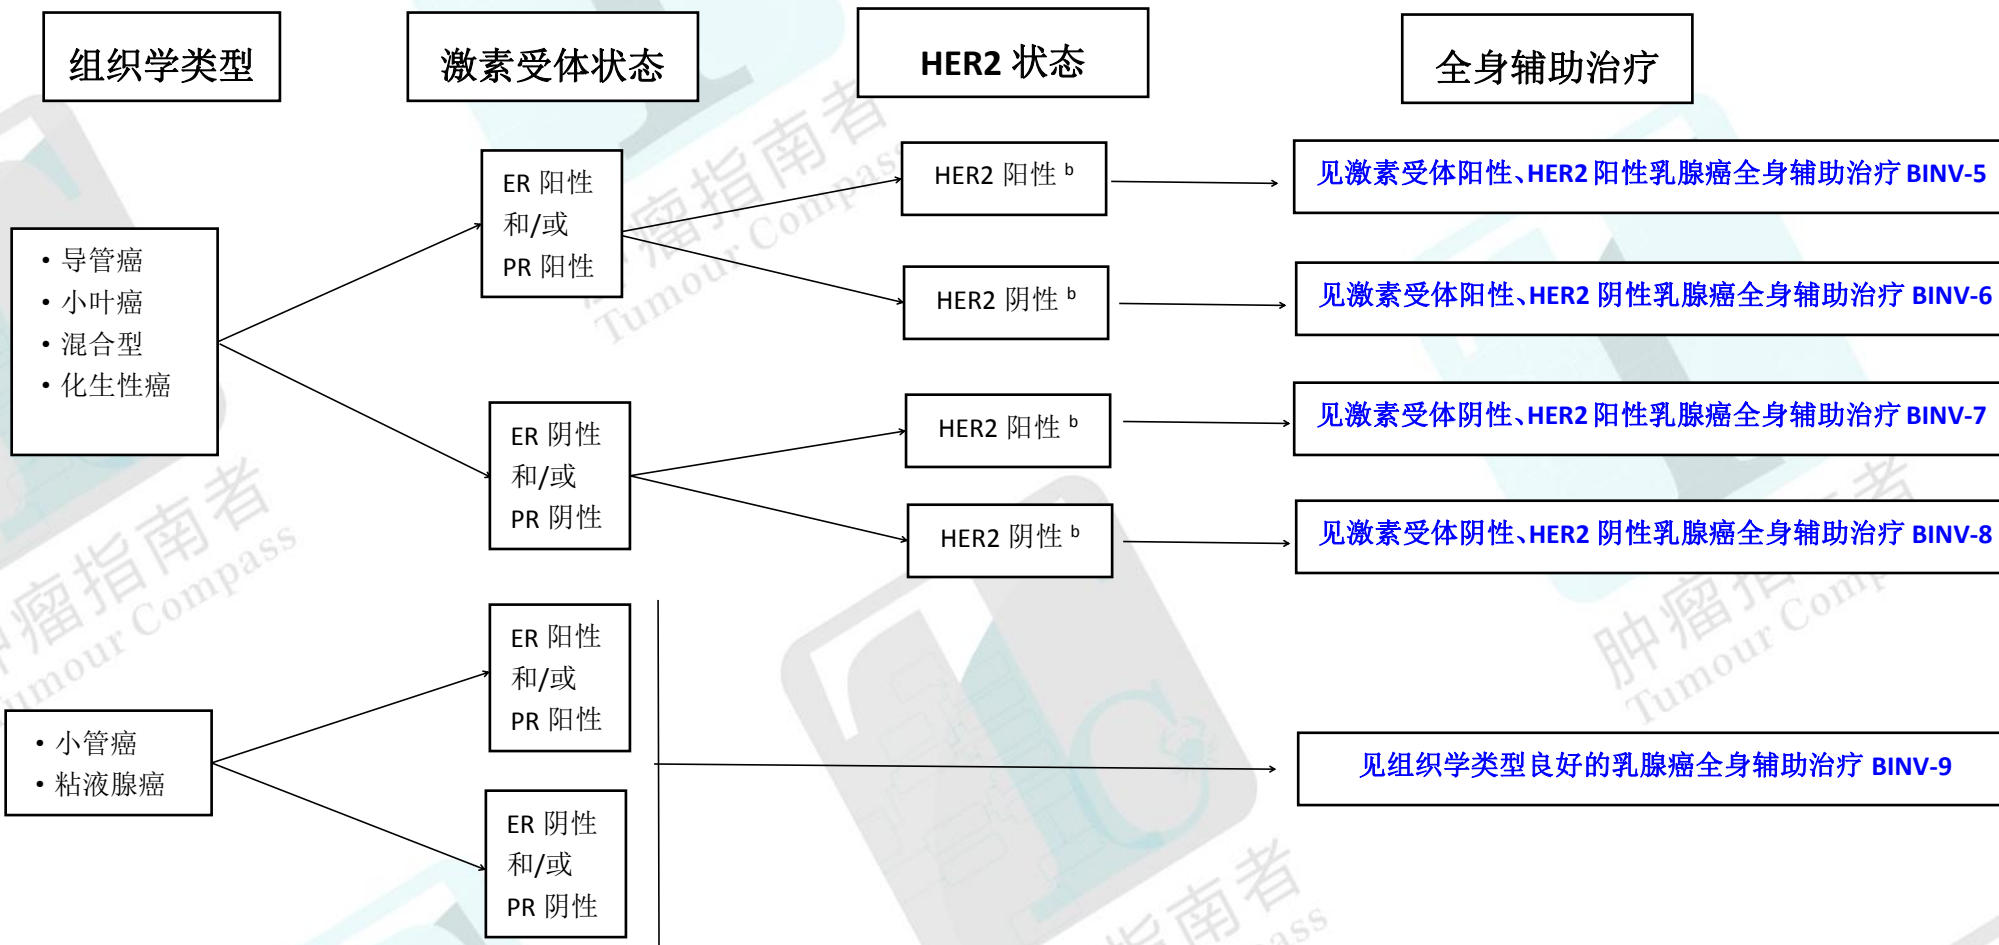 组织学类型
激素受体状态
HER2 状态
全身辅助治疗
• 导管癌
• 小叶癌
• 混合型
• 化生性癌
ER 阳性
和/或
PR 阳性
HER2 阳性 b
见激素受体阳性、HER2 阳性乳腺癌全身辅助治疗 BINV-5
HER2 阴性 b
见激素受体阳性、HER2 阴性乳腺癌全身辅助治疗 BINV-6
ER 阴性
和/或
PR 阴性
HER2 阳性 b
见激素受体阴性、HER2 阳性乳腺癌全身辅助治疗 BINV-7
HER2 阴性 b
见激素受体阴性、HER2 阴性乳腺癌全身辅助治疗 BINV-8
• 小管癌
• 粘液腺癌
ER 阳性
和/或
PR 阳性
ER 阴性
和/或
PR 阴性
见组织学类型良好的乳腺癌全身辅助治疗 BINV-9
肿瘤指南者
Tumour Compass